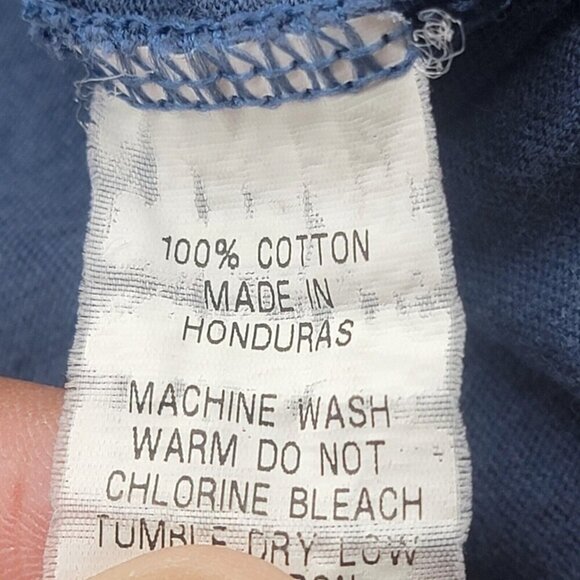 100% COTTON
MADE IN
HONDURAS
MACHINE WASH
WARM DO NOT
CHLORINE BLEACH
TUMBLE DRY LOW